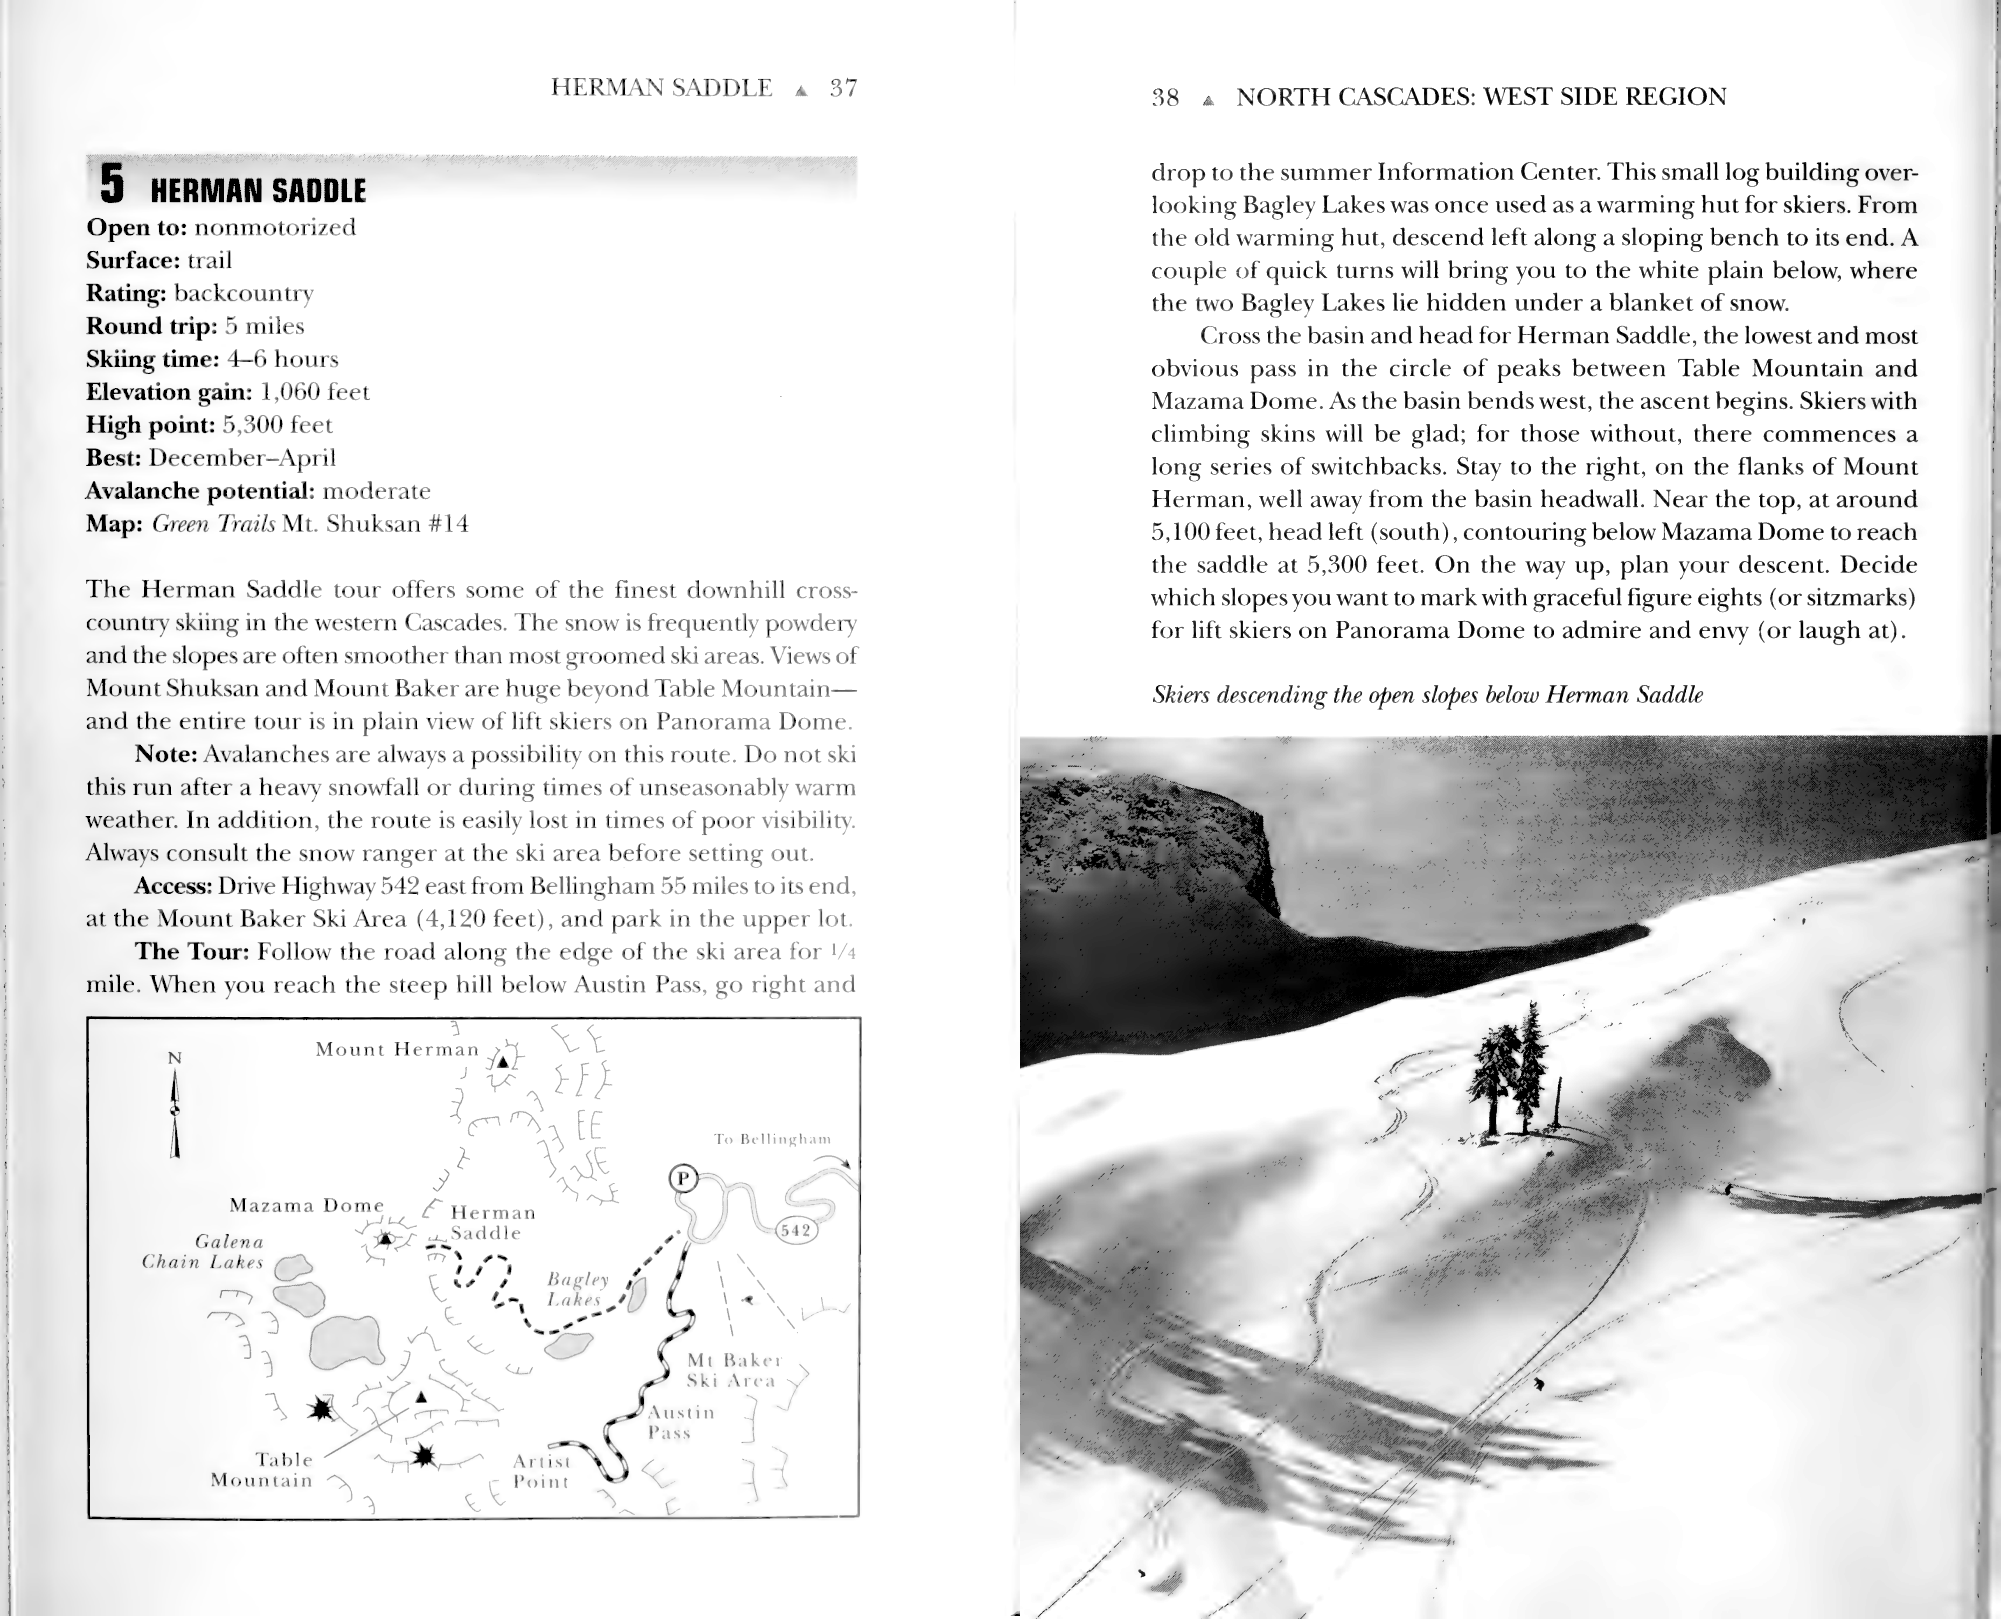 HERMAN SADDLE ▲ 37
5 HERMAN SADDLE
Open to: nonmotorized
Surface: trail
Rating: backcountry
Round trip: 5 miles
Skiing time: 4–6 hours
Elevation gain: 1,060 feet
High point: 5,300 feet
Best: December–April
Avalanche potential: moderate
Map: Green Trails Mt. Shuksan #14
The Herman Saddle tour offers some of the finest downhill cross-
country skiing in the western Cascades. The snow is frequently powdery
and the slopes are often smoother than most groomed ski areas. Views of
Mount Shuksan and Mount Baker are huge beyond Table Mountain—
and the entire tour is in plain view of lift skiers on Panorama Dome.
Note: Avalanches are always a possibility on this route. Do not ski
this run after a heavy snowfall or during times of unseasonably warm
weather. In addition, the route is easily lost in times of poor visibility.
Always consult the snow ranger at the ski area before setting out.
Access: Drive Highway 542 east from Bellingham 55 miles to its end,
at the Mount Baker Ski Area (4,120 feet), and park in the upper lot.
The Tour: Follow the road along the edge of the ski area for 1/4
mile. When you reach the steep hill below Austin Pass, go right and
N
Mount Herman
To Bellingham
P
Mazama Dome
Herman
Saddle
542
Galena
Chain Lakes
Bagley
Lakes
Mt Baker
Ski Area
Austin
Pass
Table
Mountain
Artist
Point
38 ▲ NORTH CASCADES: WEST SIDE REGION
drop to the summer Information Center. This small log building over-
looking Bagley Lakes was once used as a warming hut for skiers. From
the old warming hut, descend left along a sloping bench to its end. A
couple of quick turns will bring you to the white plain below, where
the two Bagley Lakes lie hidden under a blanket of snow.
Cross the basin and head for Herman Saddle, the lowest and most
obvious pass in the circle of peaks between Table Mountain and
Mazama Dome. As the basin bends west, the ascent begins. Skiers with
climbing skins will be glad; for those without, there commences a
long series of switchbacks. Stay to the right, on the flanks of Mount
Herman, well away from the basin headwall. Near the top, at around
5,100 feet, head left (south), contouring below Mazama Dome to reach
the saddle at 5,300 feet. On the way up, plan your descent. Decide
which slopes you want to mark with graceful figure eights (or sitzmarks)
for lift skiers on Panorama Dome to admire and envy (or laugh at).
Skiers descending the open slopes below Herman Saddle